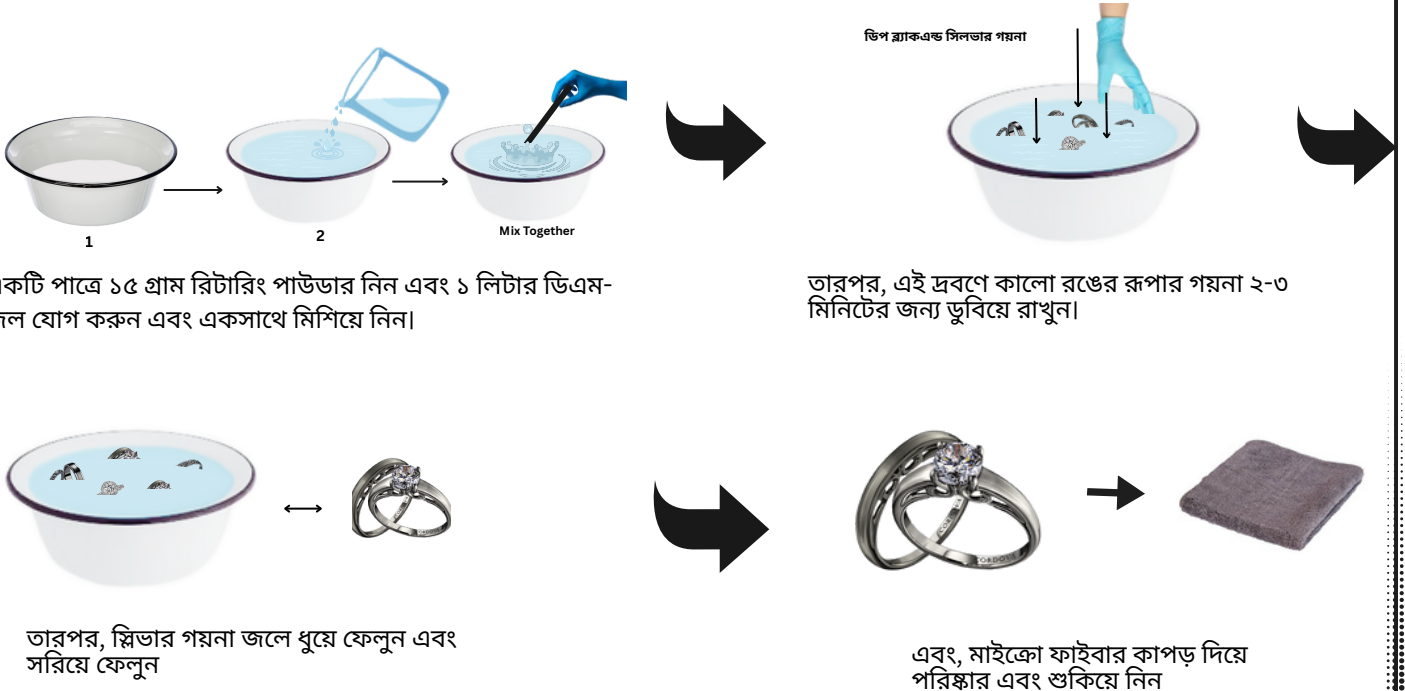 ডিপ ব্ল্যাকএন্ড সিলভার গয়না
1
2
Mix Together
একটি পাত্রে ১৫ গ্রাম রিটারিং পাউডার নিন এবং ১ লিটার ডিএম-
জল যোগ করুন এবং একসাথে মিশিয়ে নিন।
তারপর, এই দ্রবণে কালো রঙের রূপার গয়না ২-৩
মিনিটের জন্য ডুবিয়ে রাখুন।
তারপর, স্লিভার গয়না জলে ধুয়ে ফেলুন এবং
সরিয়ে ফেলুন
এবং, মাইক্রো ফাইবার কাপড় দিয়ে
পরিষ্কার এবং শুকিয়ে নিন